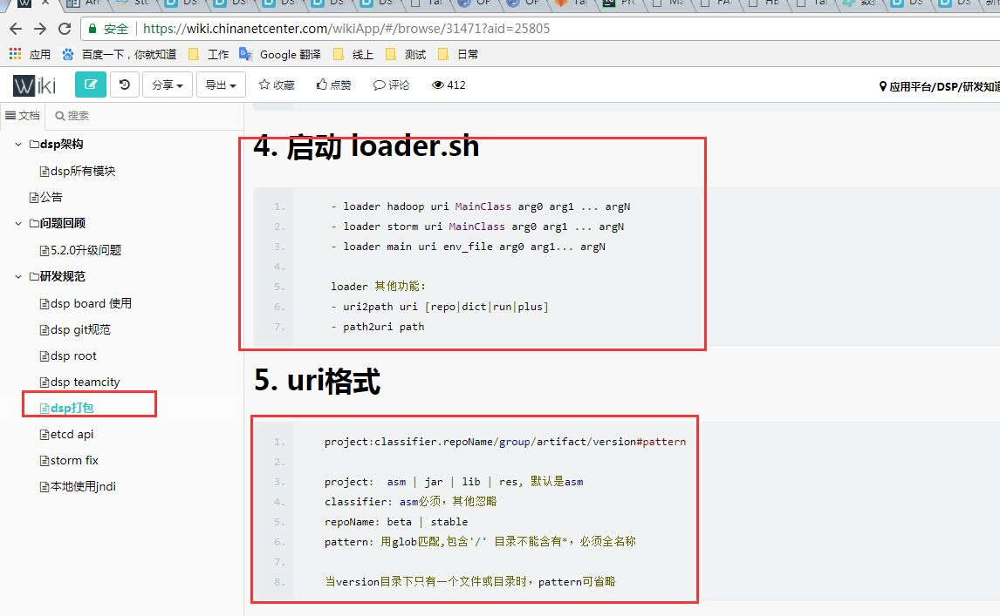 安全 https://wiki.chinanetcenter.com/wikiApp/#/browse/31471?aid=25805
应用 百度一下，你就知道 工作 Google 翻译 线上 测试 日常
Wiki 分享 导出 收藏 点赞 评论 412 应用平台/DSP/研发知
文档 搜索
dsp架构
dsp所有模块
公告
问题回顾
5.2.0升级问题
研发规范
dsp board 使用
dsp git规范
dsp root
dsp teamcity
dsp打包
etcd api
storm fix
本地使用jndi
4. 启动 loader.sh
1. - loader hadoop uri MainClass arg0 arg1 ... argN
2. - loader storm uri MainClass arg0 arg1 ... argN
3. - loader main uri env_file arg0 arg1... argN
4.
5. loader 其他功能：
6. - uri2path uri [repo|dict|run|plus]
7. - path2uri path
5. uri格式
1. project:classifier.repoName/group/artifact/version#pattern
2.
3. project: asm | jar | lib | res, 默认是asm
4. classifier: asm必须，其他忽略
5. repoName: beta | stable
6. pattern: 用glob匹配,包含'/' 目录不能含有*，必须全名称
7.
8. 当version目录下只有一个文件或目录时，pattern可省略